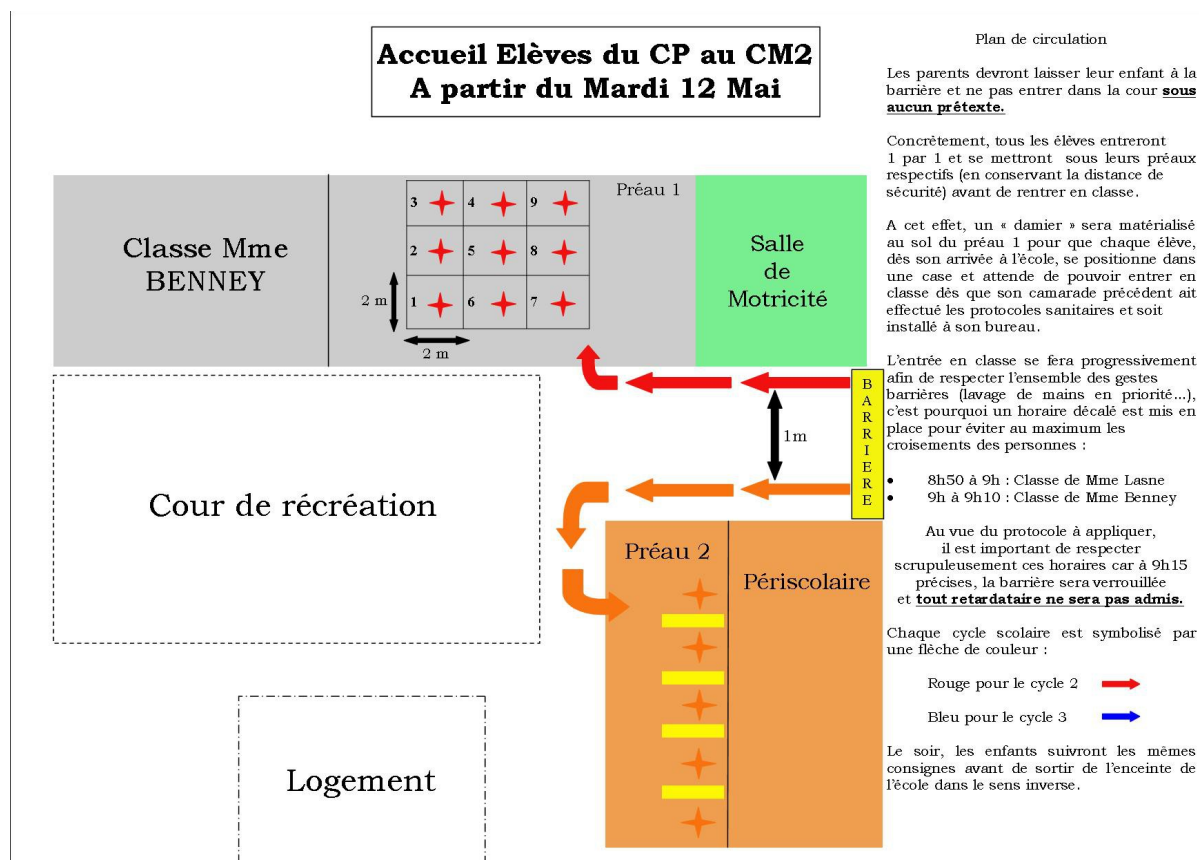 Accueil Elèves du CP au CM2
A partir du Mardi 12 Mai
Plan de circulation
Les parents devront laisser leur enfant à la
barrière et ne pas entrer dans la cour sous
aucun prétexte.
Concrètement, tous les élèves entreront
1 par 1 et se mettront sous leurs préaux
respectifs (en conservant la distance de
sécurité) avant de rentrer en classe.
A cet effet, un « damier » sera matérialisé
au sol du préau 1 pour que chaque élève,
dès son arrivée à l'école, se positionne dans
une case et attende de pouvoir entrer en
classe dès que son camarade précédent ait
effectué les protocoles sanitaires et soit
installé à son bureau.
L'entrée en classe se fera progressivement
afin de respecter l'ensemble des gestes
barrières (lavage de mains en priorité...),
c'est pourquoi un horaire décalé est mis en
place pour éviter au maximum les
croisements des personnes :
• 8h50 à 9h : Classe de Mme Lasne
• 9h à 9h10 : Classe de Mme Benney
Au vue du protocole à appliquer,
il est important de respecter
scrupuleusement ces horaires car à 9h15
précises, la barrière sera verrouillée
et tout retardataire ne sera pas admis.
Chaque cycle scolaire est symbolisé par
une flèche de couleur :
Rouge pour le cycle 2
Bleu pour le cycle 3
Le soir, les enfants suivront les mêmes
consignes avant de sortir de l'enceinte de
l'école dans le sens inverse.
Classe Mme
BENNEY
3 4 9
2 5 8
1 6 7
2 m
2 m
Préau 1
Salle
de
Motricité
BARRIERE
1m
Cour de récréation
Préau 2
Périscolaire
Logement